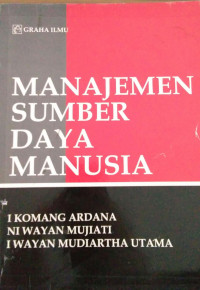 GRAHA ILMU
MANAJEMEN
SUMBER
DAYA
MANUSIA
I KOMANG ARDANA
NI WAYAN MUJIATI
I WAYAN MUDIARTHA UTAMA